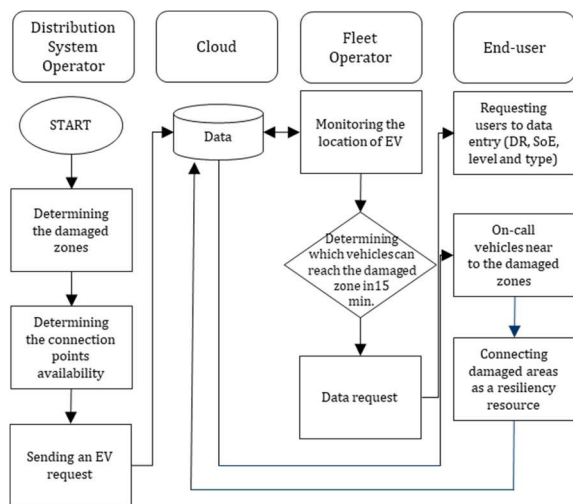 Distribution
System
Operator
Cloud
Fleet
Operator
End-user
START
Determining
the damaged
zones
Determining
the connection
points
availability
Sending an EV
request
Data
Monitoring the
location of EV
Determining
which vehicles can
reach the damaged
zone in15
min.
Data request
Requesting
users to data
entry (DR, SoE,
level and type)
On-call
vehicles near
to the damaged
zones
Connecting
damaged areas
as a resiliency
resource